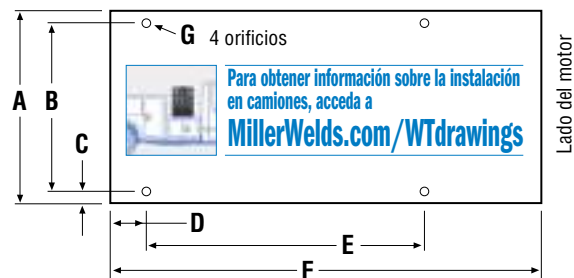 G 4 orificios
A
B
C
Para obtener información sobre la instalación
en camiones, acceda a
MillerWelds.com/WTdrawings
Lado del motor
D
E
F